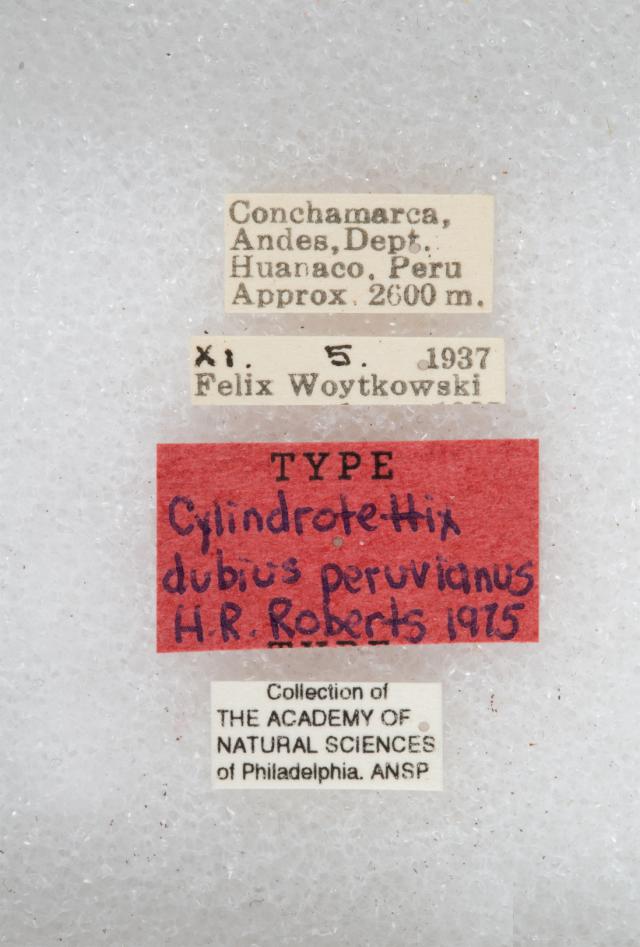 Conchamarca,
Andes, Dept.
Huanaco, Peru
Approx. 2600 m.
XI. 5. 1937
Felix Woytkowski
TYPE
Cylindrotettix
dubius peruvianus
H.R. Roberts 1975
TYPE
Collection of
THE ACADEMY OF
NATURAL SCIENCES
of Philadelphia. ANSP